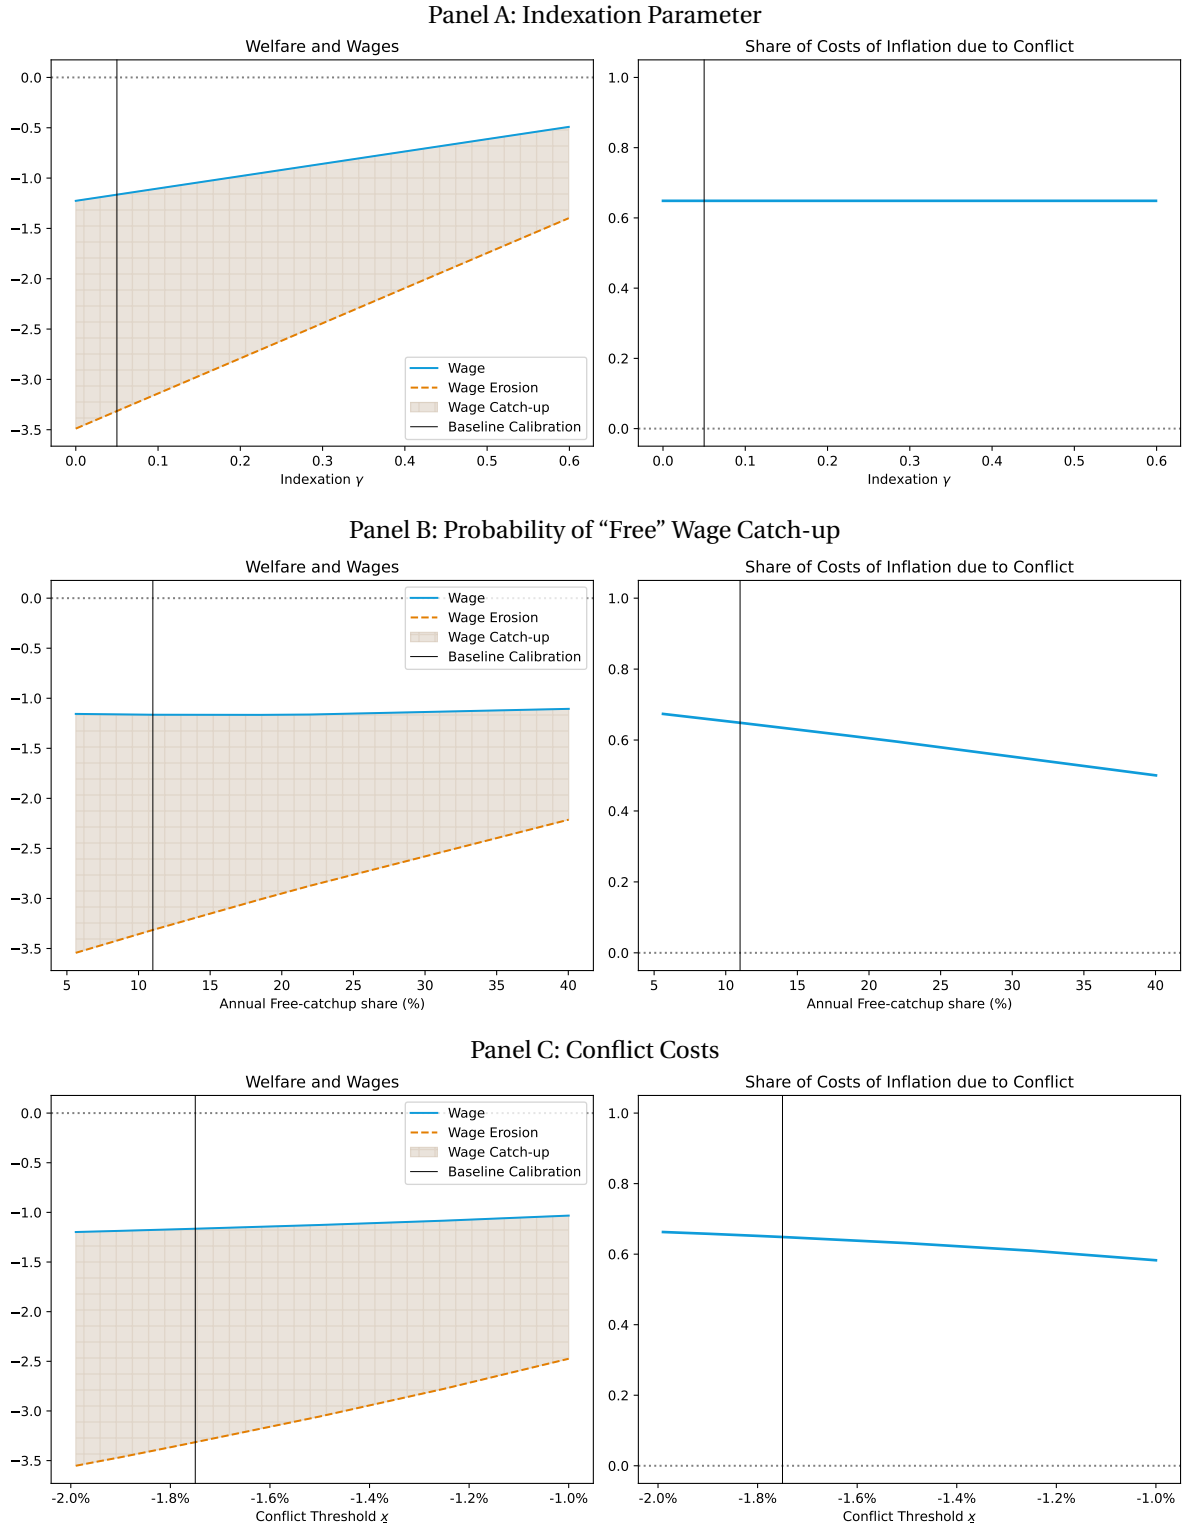 Panel A: Indexation Parameter
Welfare and Wages
0.0
−0.5
−1.0
−1.5
−2.0
−2.5
−3.0
−3.5
Wage
Wage Erosion
Wage Catch-up
Baseline Calibration
0.0 0.1 0.2 0.3 0.4 0.5 0.6
Indexation γ
Share of Costs of Inflation due to Conflict
1.0
0.8
0.6
0.4
0.2
0.0
0.0 0.1 0.2 0.3 0.4 0.5 0.6
Indexation γ
Panel B: Probability of “Free” Wage Catch-up
Welfare and Wages
0.0
−0.5
−1.0
−1.5
−2.0
−2.5
−3.0
−3.5
Wage
Wage Erosion
Wage Catch-up
Baseline Calibration
5 10 15 20 25 30 35 40
Annual Free-catchup share (%)
Share of Costs of Inflation due to Conflict
1.0
0.8
0.6
0.4
0.2
0.0
5 10 15 20 25 30 35 40
Annual Free-catchup share (%)
Panel C: Conflict Costs
Welfare and Wages
0.0
−0.5
−1.0
−1.5
−2.0
−2.5
−3.0
−3.5
Wage
Wage Erosion
Wage Catch-up
Baseline Calibration
-2.0% -1.8% -1.6% -1.4% -1.2% -1.0%
Conflict Threshold x̲
Share of Costs of Inflation due to Conflict
1.0
0.8
0.6
0.4
0.2
0.0
-2.0% -1.8% -1.6% -1.4% -1.2% -1.0%
Conflict Threshold x̲